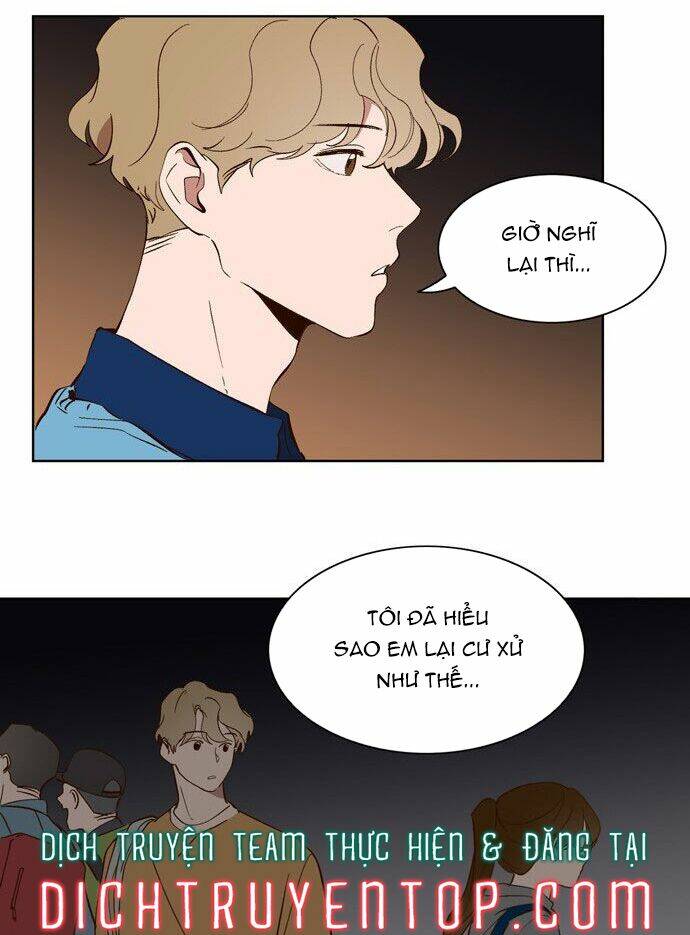 GIỜ NGHĨ
LẠI THÌ...
TÔI ĐÃ HIỂU
SAO EM LẠI CƯ XỬ
NHƯ THẾ...
DỊCH TRUYỆN TEAM THỰC HIỆN & ĐĂNG TẠI
DICHTRUYENTOP.COM